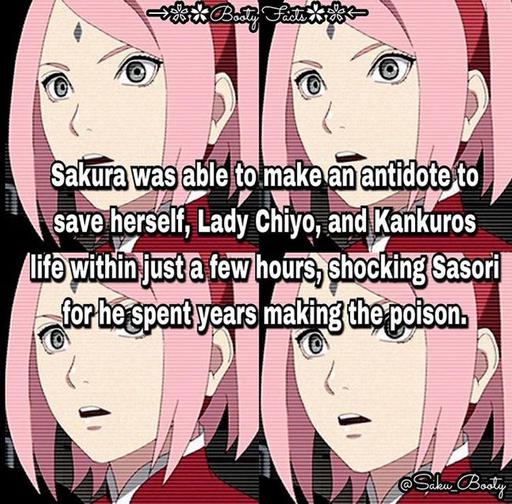 Booty Facts
Sakura was able to make an antidote to
save herself, Lady Chiyo, and Kankuros
life within just a few hours, shocking Sasori
for he spent years making the poison.
@Saku_Booty